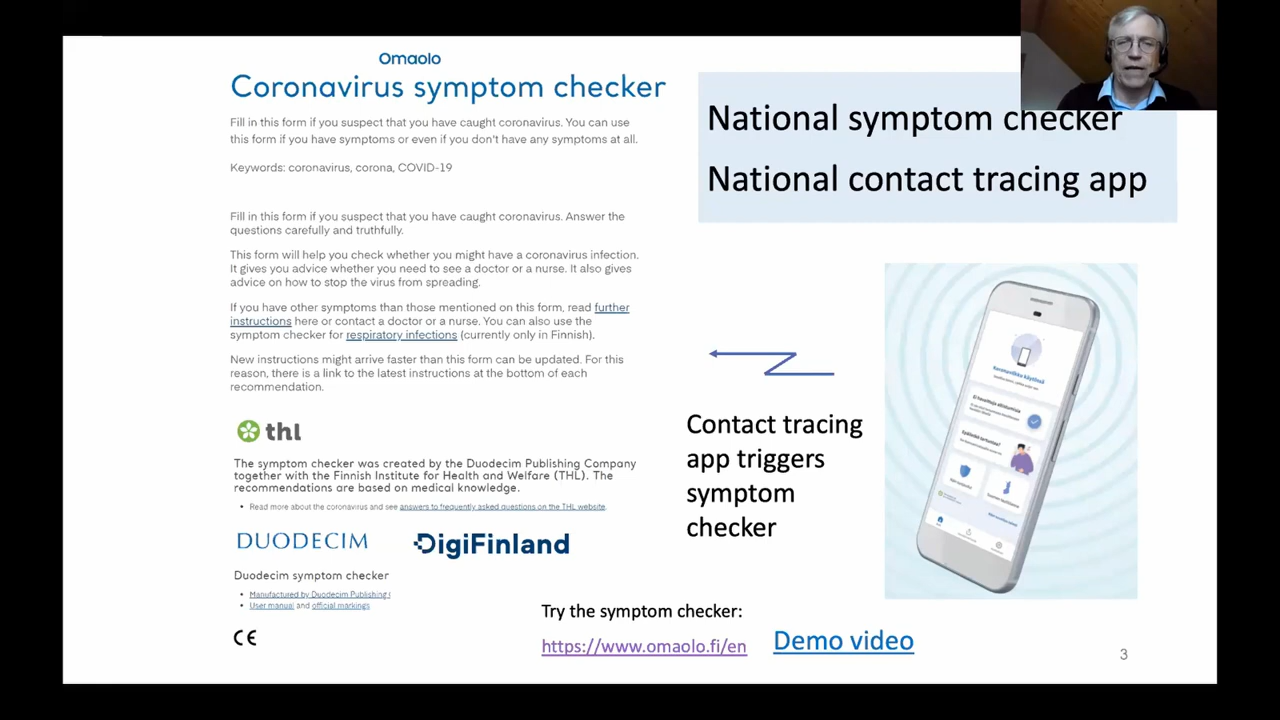 Omaolo
Coronavirus symptom checker
Fill in this form if you suspect that you have caught coronavirus. You can use
this form if you have symptoms or even if you don't have any symptoms at all.
Keywords: coronavirus, corona, COVID-19
Fill in this form if you suspect that you have caught coronavirus. Answer the
questions carefully and truthfully.
This form will help you check whether you might have a coronavirus infection.
It gives you advice whether you need to see a doctor or a nurse. It also gives
advice on how to stop the virus from spreading.
If you have other symptoms than those mentioned on this form, read further
instructions here or contact a doctor or a nurse. You can also use the
symptom checker for respiratory infections (currently only in Finnish).
New instructions might arrive faster than this form can be updated. For this
reason, there is a link to the latest instructions at the bottom of each
recommendation.
thl
The symptom checker was created by the Duodecim Publishing Company
together with the Finnish Institute for Health and Welfare (THL). The
recommendations are based on medical knowledge.
• Read more about the coronavirus and see answers to frequently asked questions on the THL website.
DUODECIM
DigiFinland
Duodecim symptom checker
• Manufactured by Duodecim Publishing
• User manual and official markings
CE
National symptom checker
National contact tracing app
Contact tracing
app triggers
symptom
checker
Try the symptom checker:
https://www.omaolo.fi/en
Demo video
3